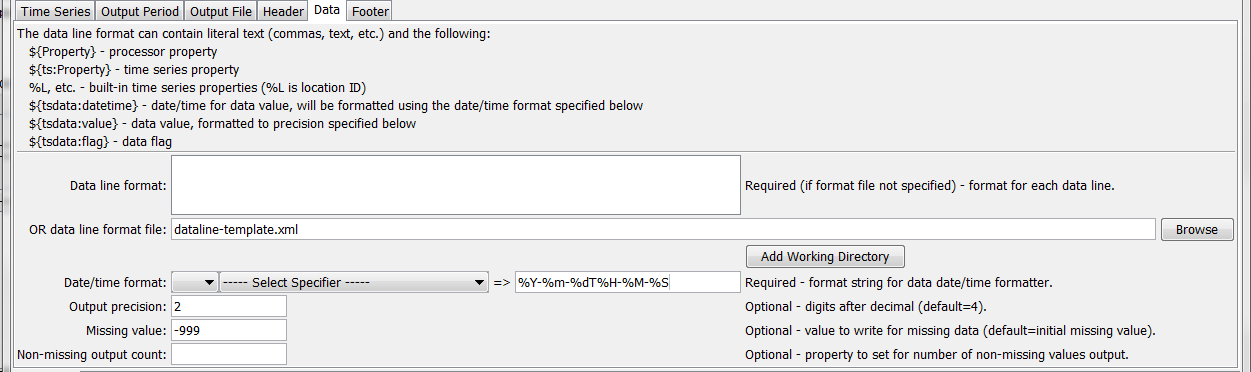 Time Series Output Period Output File Header Data Footer
The data line format can contain literal text (commas, text, etc.) and the following:
${Property} - processor property
${ts:Property} - time series property
%L, etc. - built-in time series properties (%L is location ID)
${tsdata:datetime} - date/time for data value, will be formatted using the date/time format specified below
${tsdata:value} - data value, formatted to precision specified below
${tsdata:flag} - data flag
Data line format: Required (if format file not specified) - format for each data line.
OR data line format file: dataline-template.xml Browse
Add Working Directory
Date/time format: ----- Select Specifier ----- => %Y-%m-%dT%H-%M-%S Required - format string for data date/time formatter.
Output precision: 2 Optional - digits after decimal (default=4).
Missing value: -999 Optional - value to write for missing data (default=initial missing value).
Non-missing output count: Optional - property to set for number of non-missing values output.